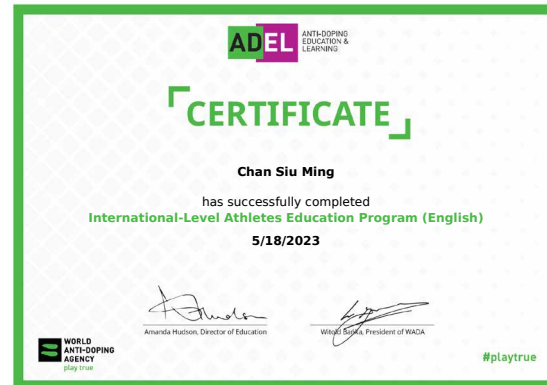 ADEL
ANTI-DOPING
EDUCATION &
LEARNING
CERTIFICATE
Chan Siu Ming
has successfully completed
International-Level Athletes Education Program (English)
5/18/2023
Amanda Hudson, Director of Education
Witold Bańka, President of WADA
WORLD
ANTI-DOPING
AGENCY
play true
#playtrue